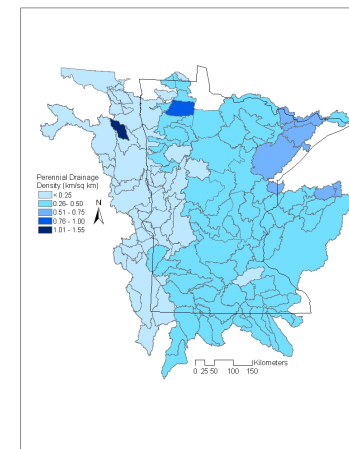 Perennial Drainage
Density (km/sq km)
< 0.25
0.26- 0.50
0.51 - 0.75
0.76 - 1.00
1.01 - 1.55
N
Kilometers
0 25 50 100 150